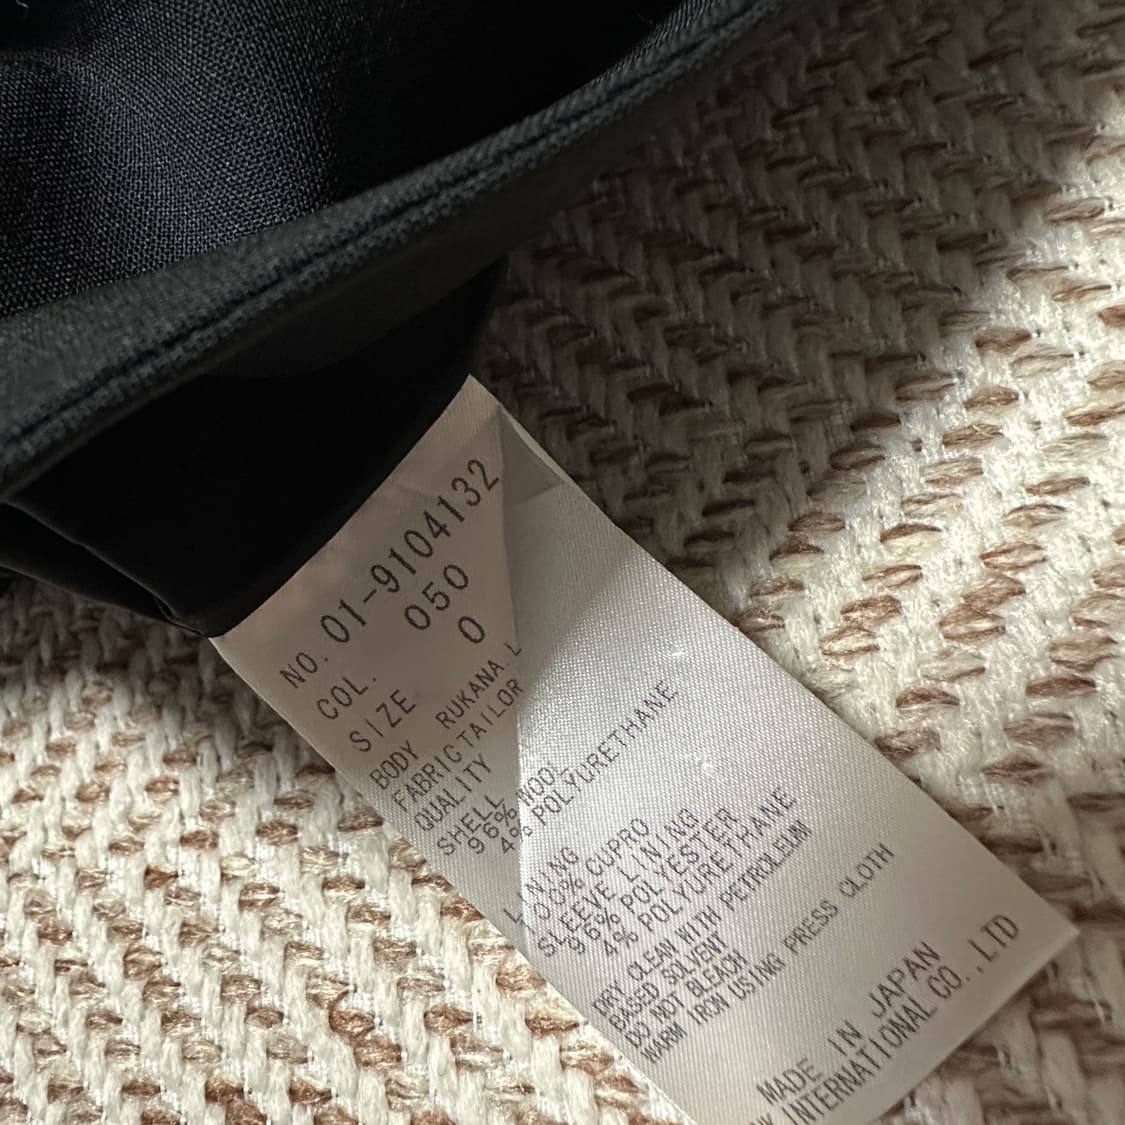 NO. 01-9104132
COL. 050
SIZE 0
BODY RUKANA.L
FABRIC TAILOR
QUALITY
SHELL
96% WOOL
4% POLYURETHANE
LINING
100% CUPRO
SLEEVE LINING
96% POLYESTER
4% POLYURETHANE
DRY CLEAN WITH PETROLEUM
BASED SOLVENT
DO NOT BLEACH
WARM IRON USING PRESS CLOTH
MADE IN JAPAN
INTERNATIONAL CO.,LTD